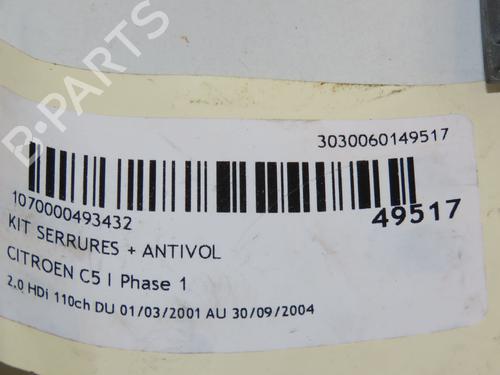 B-PARTS
3030060149517
1070000493432
49517
KIT SERRURES + ANTIVOL
CITROEN C5 I Phase 1
2.0 HDi 110ch DU 01/03/2001 AU 30/09/2004